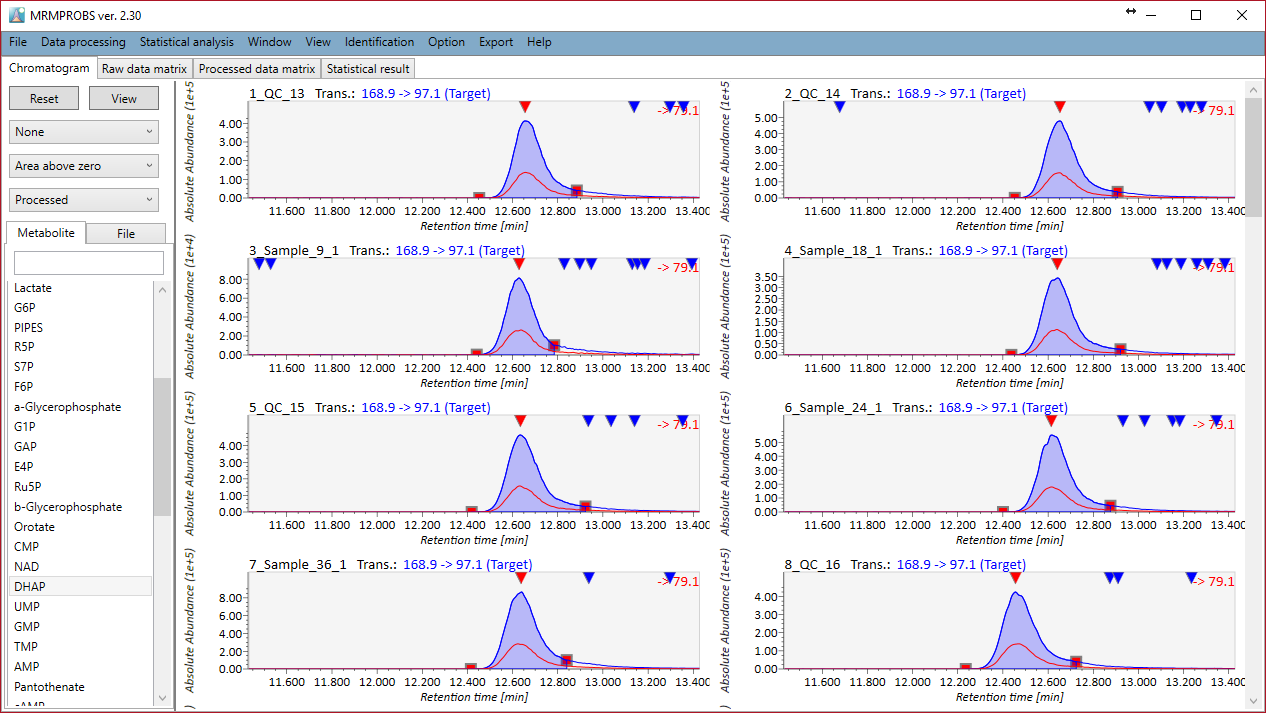 MRMPROBS ver. 2.30
File Data processing Statistical analysis Window View Identification Option Export Help
Chromatogram Raw data matrix Processed data matrix Statistical result
Reset View
None
Area above zero
Processed
Metabolite File
Lactate
G6P
PIPES
R5P
S7P
F6P
a-Glycerophosphate
G1P
GAP
E4P
Ru5P
b-Glycerophosphate
Orotate
CMP
NAD
DHAP
UMP
GMP
TMP
AMP
Pantothenate
1_QC_13 Trans.: 168.9 -> 97.1 (Target)
-> 79.1
Absolute Abundance (1e+5
4.00
3.00
2.00
1.00
0.00
11.600 11.800 12.000 12.200 12.400 12.600 12.800 13.000 13.200 13.400
Retention time [min]
2_QC_14 Trans.: 168.9 -> 97.1 (Target)
-> 79.1
Absolute Abundance (1e+5
5.00
4.00
3.00
2.00
1.00
0.00
11.600 11.800 12.000 12.200 12.400 12.600 12.800 13.000 13.200 13.400
Retention time [min]
3_Sample_9_1 Trans.: 168.9 -> 97.1 (Target)
-> 79.1
Absolute Abundance (1e+4)
8.00
6.00
4.00
2.00
0.00
11.600 11.800 12.000 12.200 12.400 12.600 12.800 13.000 13.200 13.400
Retention time [min]
4_Sample_18_1 Trans.: 168.9 -> 97.1 (Target)
-> 79.1
Absolute Abundance (1e+5)
3.50
3.00
2.50
2.00
1.50
1.00
0.50
0.00
11.600 11.800 12.000 12.200 12.400 12.600 12.800 13.000 13.200 13.400
Retention time [min]
5_QC_15 Trans.: 168.9 -> 97.1 (Target)
-> 79.1
Absolute Abundance (1e+5)
4.00
3.00
2.00
1.00
0.00
11.600 11.800 12.000 12.200 12.400 12.600 12.800 13.000 13.200 13.400
Retention time [min]
6_Sample_24_1 Trans.: 168.9 -> 97.1 (Target)
-> 79.1
Absolute Abundance (1e+5)
5.00
4.00
3.00
2.00
1.00
0.00
11.600 11.800 12.000 12.200 12.400 12.600 12.800 13.000 13.200 13.400
Retention time [min]
7_Sample_36_1 Trans.: 168.9 -> 97.1 (Target)
-> 79.1
Absolute Abundance (1e+5)
8.00
6.00
4.00
2.00
0.00
11.600 11.800 12.000 12.200 12.400 12.600 12.800 13.000 13.200 13.400
Retention time [min]
8_QC_16 Trans.: 168.9 -> 97.1 (Target)
-> 79.1
Absolute Abundance (1e+5)
4.00
3.00
2.00
1.00
0.00
11.600 11.800 12.000 12.200 12.400 12.600 12.800 13.000 13.200 13.400
Retention time [min]